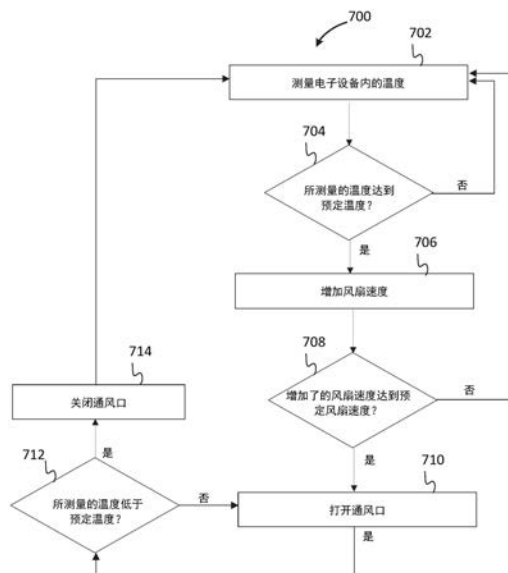 700
702
测量电子设备内的温度
704
所测量的温度达到
预定温度?
否
是
706
增加风扇速度
708
增加了的风扇速度达到预
定风扇速度?
否
是
714
关闭通风口
是
712
所测量的温度低于
预定温度?
否
710
打开通风口
是